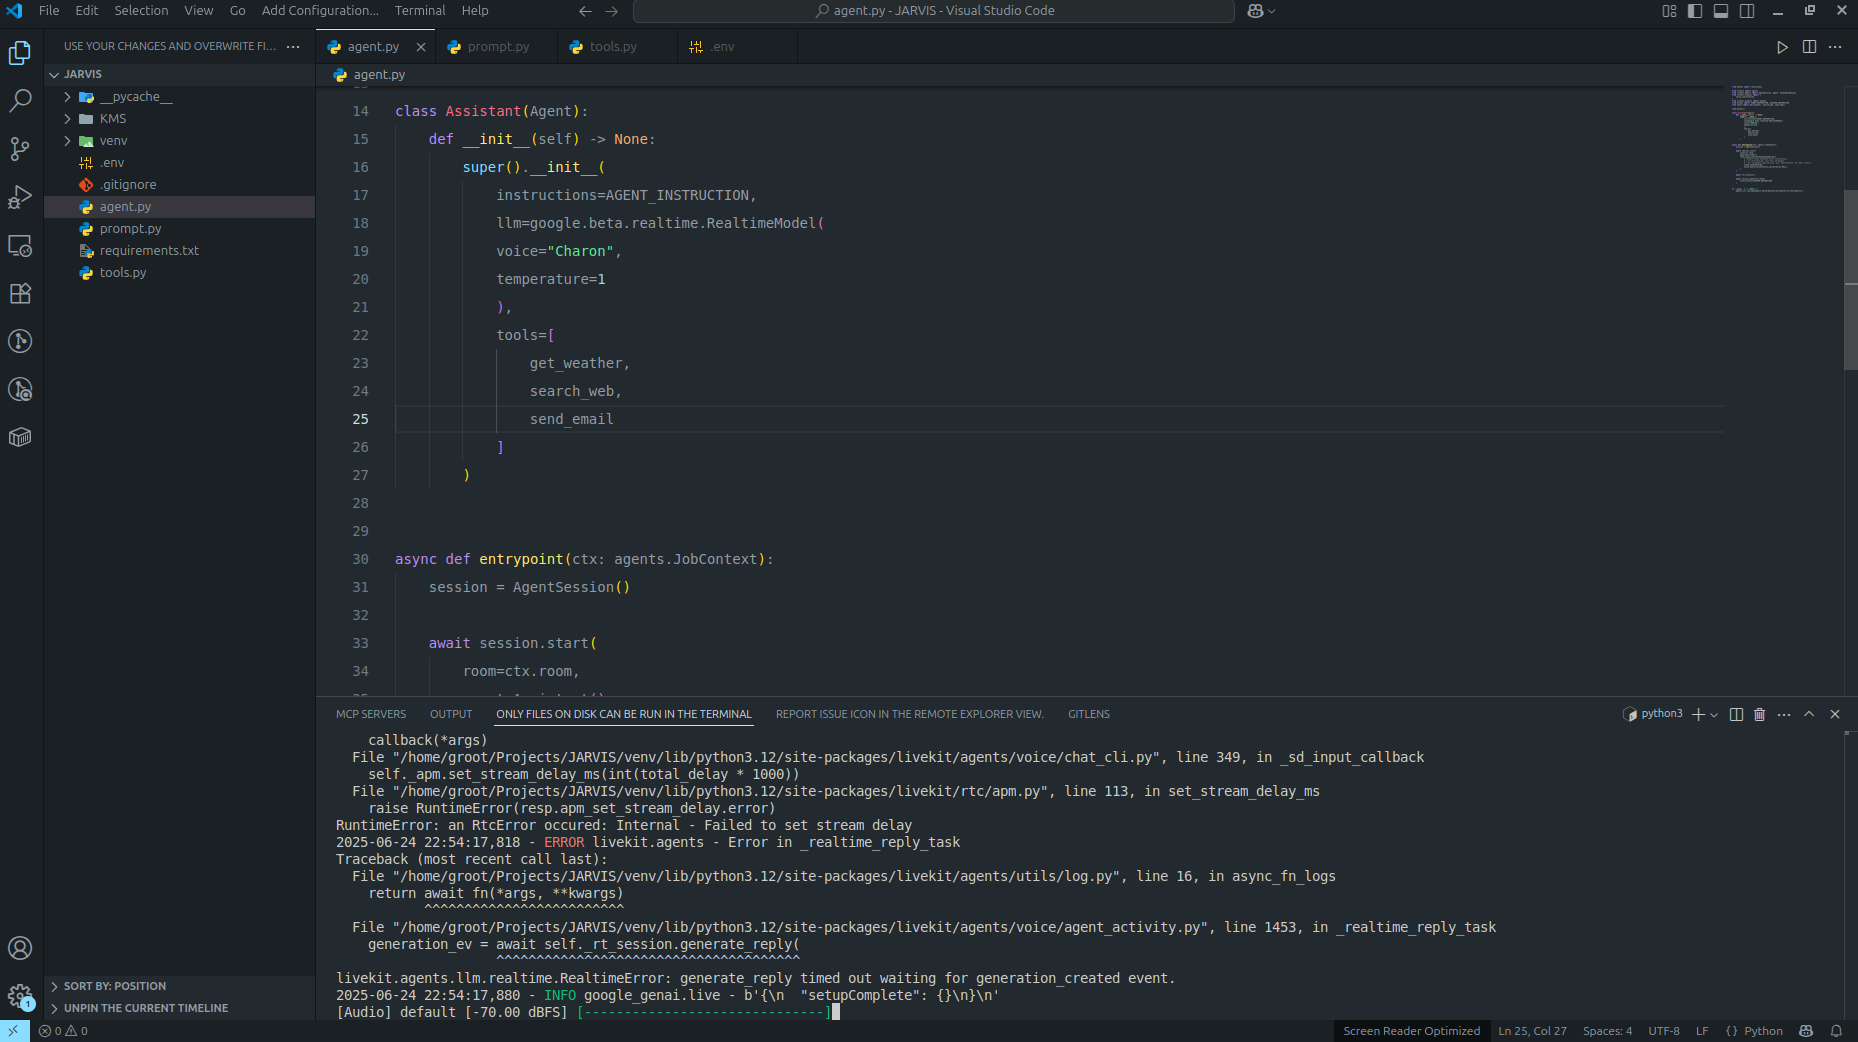 File Edit Selection View Go Add Configuration... Terminal Help
agent.py - JARVIS - Visual Studio Code
USE YOUR CHANGES AND OVERWRITE FI... ...
JARVIS
__pycache__
KMS
venv
.env
.gitignore
agent.py
prompt.py
requirements.txt
tools.py
SORT BY: POSITION
UNPIN THE CURRENT TIMELINE
agent.py prompt.py tools.py .env
agent.py
14 class Assistant(Agent):
15     def __init__(self) -> None:
16         super().__init__(
17             instructions=AGENT_INSTRUCTION,
18             llm=google.beta.realtime.RealtimeModel(
19             voice="Charon",
20             temperature=1
21             ),
22             tools=[
23                 get_weather,
24                 search_web,
25                 send_email
26             ]
27         )
28
29
30 async def entrypoint(ctx: agents.JobContext):
31     session = AgentSession()
32
33     await session.start(
34         room=ctx.room,
MCP SERVERS OUTPUT ONLY FILES ON DISK CAN BE RUN IN THE TERMINAL REPORT ISSUE ICON IN THE REMOTE EXPLORER VIEW. GITLENS
python3
    callback(*args)
  File "/home/groot/Projects/JARVIS/venv/lib/python3.12/site-packages/livekit/agents/voice/chat_cli.py", line 349, in _sd_input_callback
    self._apm.set_stream_delay_ms(int(total_delay * 1000))
  File "/home/groot/Projects/JARVIS/venv/lib/python3.12/site-packages/livekit/rtc/apm.py", line 113, in set_stream_delay_ms
    raise RuntimeError(resp.apm_set_stream_delay.error)
RuntimeError: an RtcError occured: Internal - Failed to set stream delay
2025-06-24 22:54:17,818 - ERROR livekit.agents - Error in _realtime_reply_task
Traceback (most recent call last):
  File "/home/groot/Projects/JARVIS/venv/lib/python3.12/site-packages/livekit/agents/utils/log.py", line 16, in async_fn_logs
    return await fn(*args, **kwargs)
           ^^^^^^^^^^^^^^^^^^^^^^^^^
  File "/home/groot/Projects/JARVIS/venv/lib/python3.12/site-packages/livekit/agents/voice/agent_activity.py", line 1453, in _realtime_reply_task
    generation_ev = await self._rt_session.generate_reply(
                    ^^^^^^^^^^^^^^^^^^^^^^^^^^^^^^^^^^^^^^
livekit.agents.llm.realtime.RealtimeError: generate_reply timed out waiting for generation_created event.
2025-06-24 22:54:17,880 - INFO google_genai.live - b'{\n  "setupComplete": {}\n}\n'
[Audio] default [-70.00 dBFS] [------------------------------]
0 0 Screen Reader Optimized Ln 25, Col 27 Spaces: 4 UTF-8 LF {} Python
1